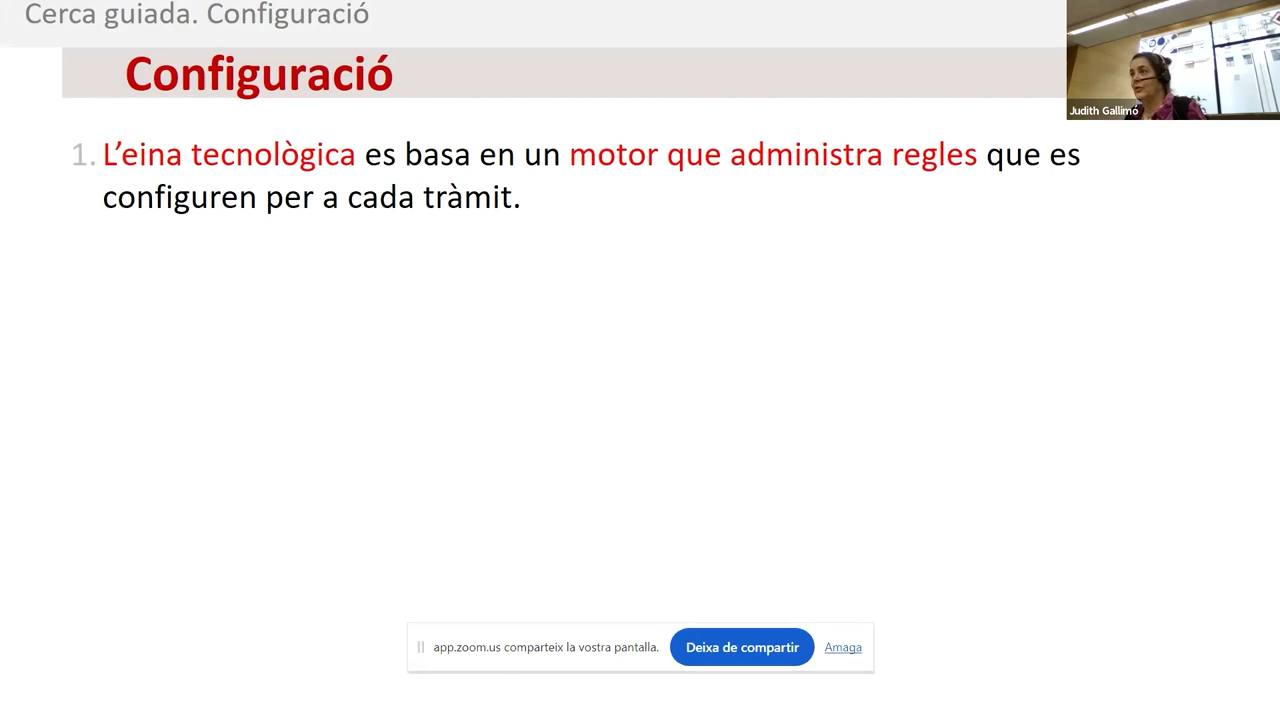 Cerca guiada. Configuració
Configuració
Judith Gallimó
1. L’eina tecnològica es basa en un motor que administra regles que es
configuren per a cada tràmit.
app.zoom.us comparteix la vostra pantalla. Deixa de compartir Amaga